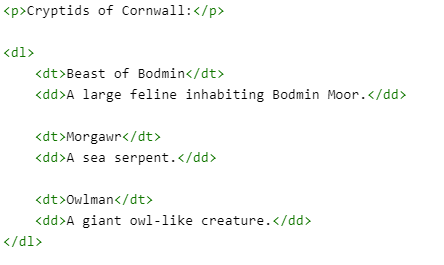 <p>Cryptids of Cornwall:</p>
<dl>
<dt>Beast of Bodmin</dt>
<dd>A large feline inhabiting Bodmin Moor.</dd>
<dt>Morgawr</dt>
<dd>A sea serpent.</dd>
<dt>Owlman</dt>
<dd>A giant owl-like creature.</dd>
</dl>